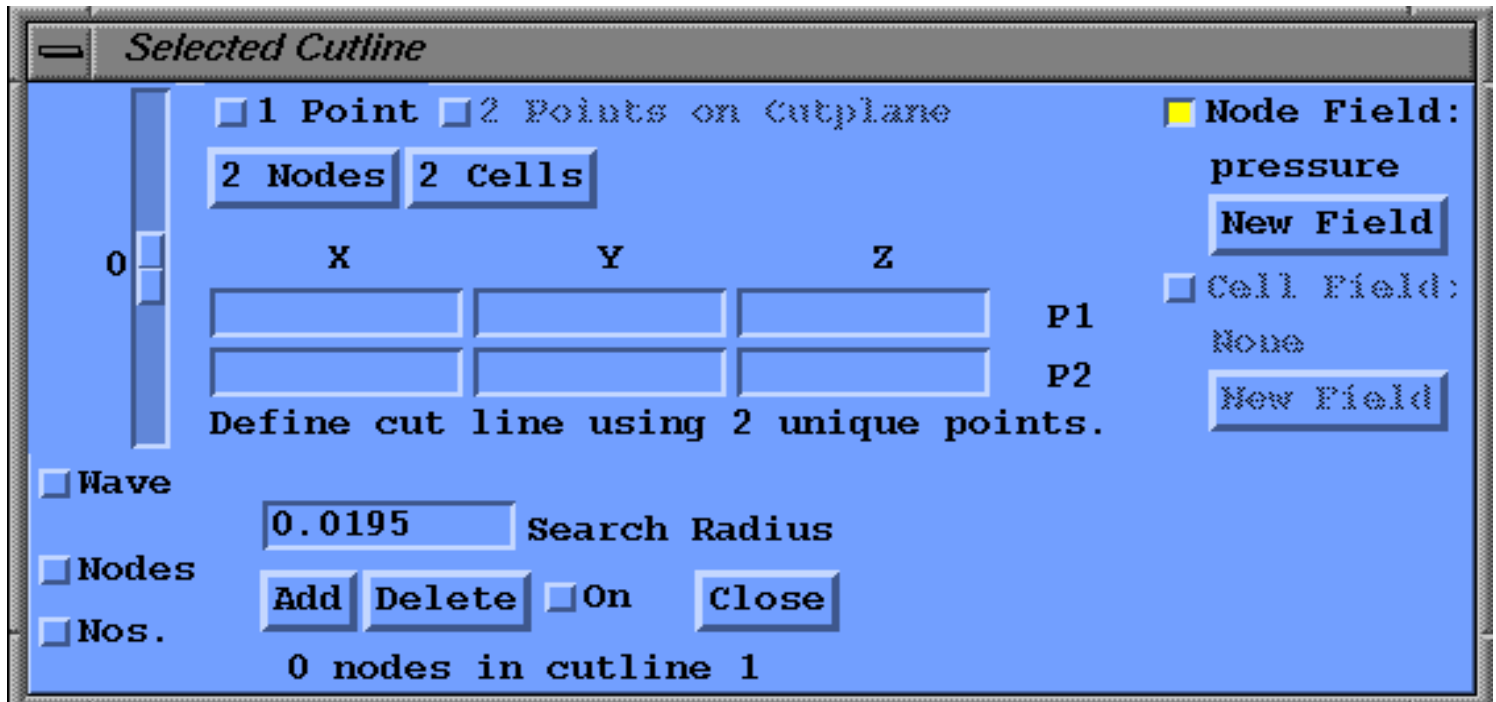 Selected Cutline
1 Point 2 Points on Cutplane
Node Field:
2 Nodes 2 Cells
pressure
New Field
0
X Y Z
P1
Cell Field:
None
P2
New Field
Define cut line using 2 unique points.
Wave
0.0195 Search Radius
Nodes
Add Delete On Close
Nos.
0 nodes in cutline 1